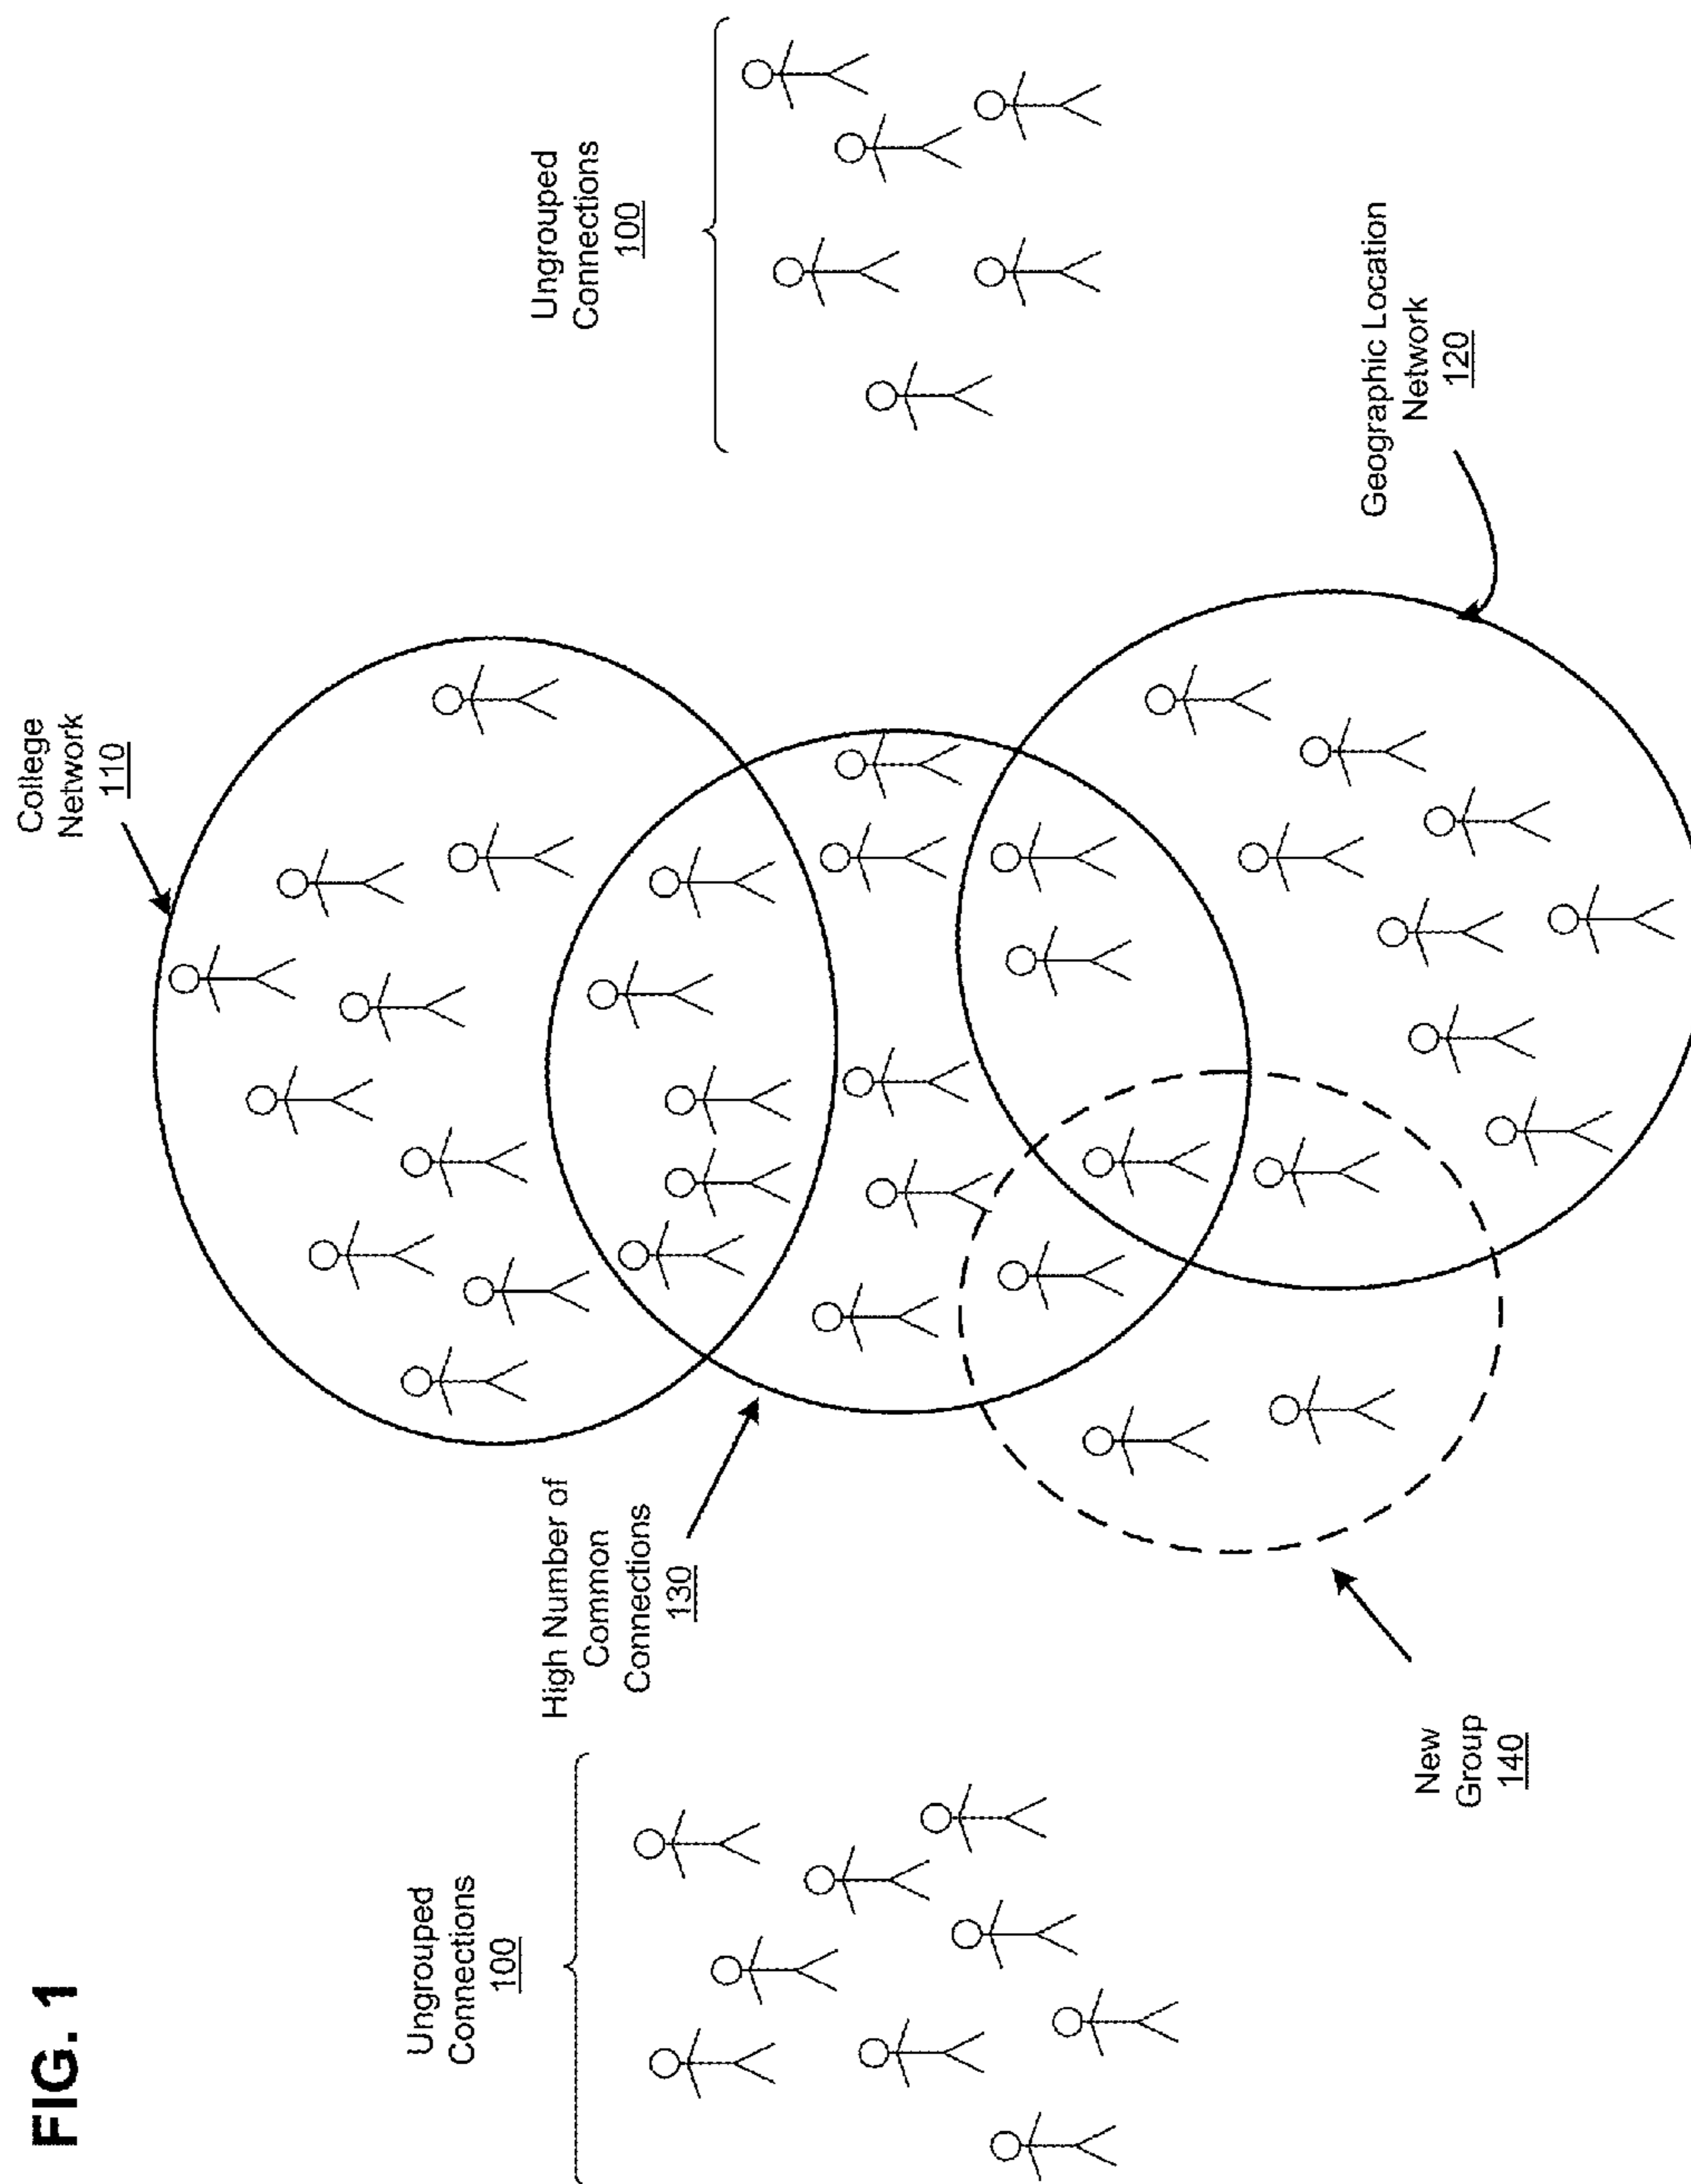 FIG. 1
Ungrouped
Connections
100
High Number of
Common
Connections
130
College
Network
110
Ungrouped
Connections
100
New
Group
140
Geographic Location
Network
120